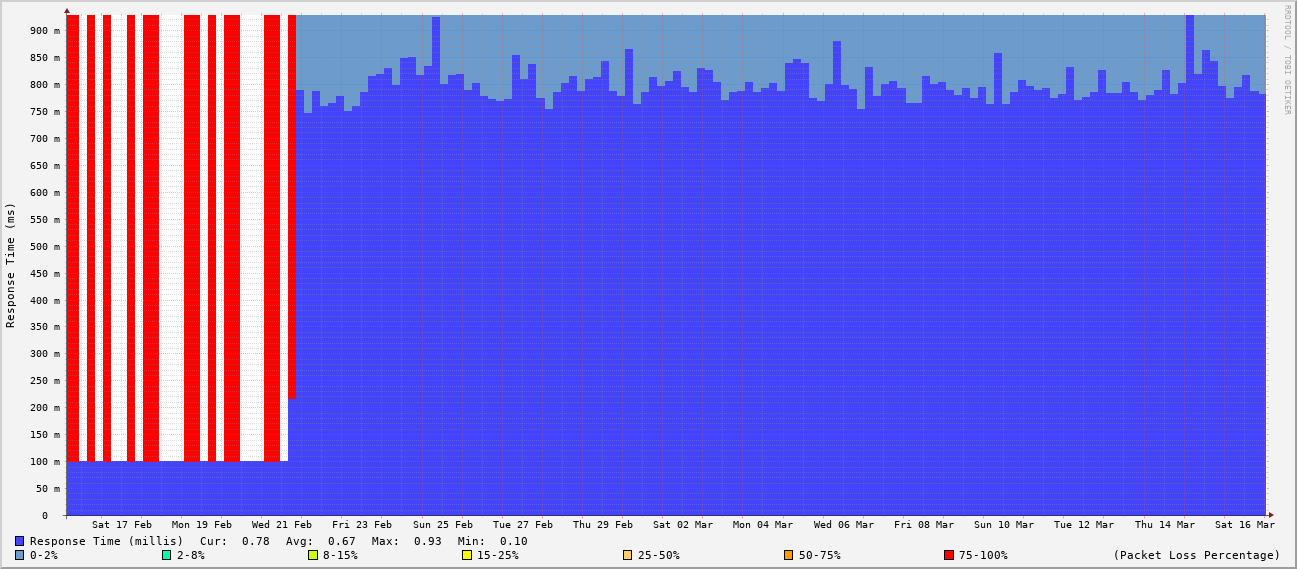 RRDTOOL / TOBI OETIKER
Response Time (ms)
900 m
850 m
800 m
750 m
700 m
650 m
600 m
550 m
500 m
450 m
400 m
350 m
300 m
250 m
200 m
150 m
100 m
50 m
0
Sat 17 Feb Mon 19 Feb Wed 21 Feb Fri 23 Feb Sun 25 Feb Tue 27 Feb Thu 29 Feb Sat 02 Mar Mon 04 Mar Wed 06 Mar Fri 08 Mar Sun 10 Mar Tue 12 Mar Thu 14 Mar Sat 16 Mar
Response Time (millis) Cur: 0.78 Avg: 0.67 Max: 0.93 Min: 0.10
0-2% 2-8% 8-15% 15-25% 25-50% 50-75% 75-100% (Packet Loss Percentage)